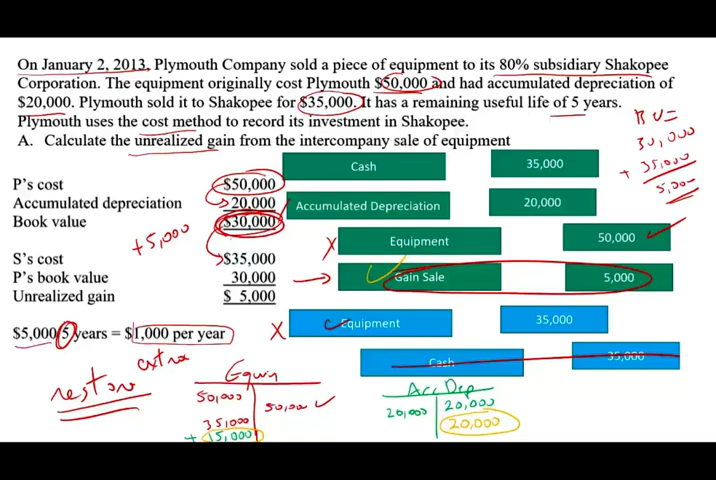 On January 2, 2013, Plymouth Company sold a piece of equipment to its 80% subsidiary Shakopee
Corporation. The equipment originally cost Plymouth $50,000 and had accumulated depreciation of
$20,000. Plymouth sold it to Shakopee for $35,000. It has a remaining useful life of 5 years.
Plymouth uses the cost method to record its investment in Shakopee.
A. Calculate the unrealized gain from the intercompany sale of equipment
BV=
30,000
+ 35,000
5,000
Cash 35,000
P's cost $50,000
Accumulated depreciation 20,000
Accumulated Depreciation 20,000
Book value $30,000
+5,000
Equipment 50,000
S's cost $35,000
P's book value 30,000
Gain Sale 5,000
Unrealized gain $ 5,000
$5,000/5 years = $1,000 per year
X Equipment 35,000
Cash 35,000
restore extra
50,000 50,000
35,000
+ 15,000
Acc Dep
20,000 20,000
20,000